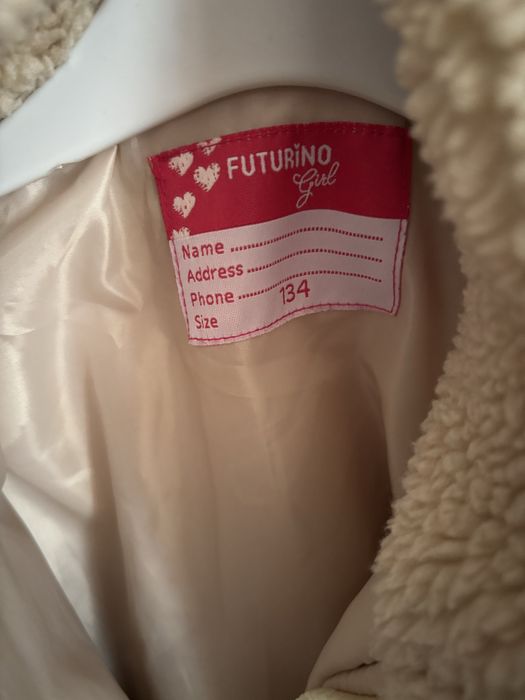 FUTURiNO
Girl
Name ................................
Address ................................
Phone ................................
Size 134